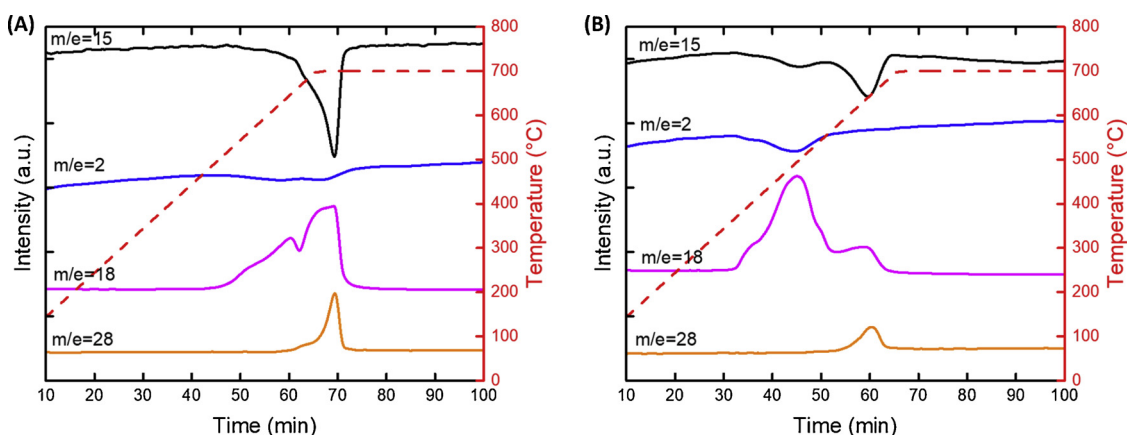 (A)
m/e=15
m/e=2
m/e=18
m/e=28
Intensity (a.u.)
10 20 30 40 50 60 70 80 90 100
Time (min)
800
700
600
500
400
300
200
100
0
Temperature (°C)
(B)
m/e=15
m/e=2
m/e=18
m/e=28
Intensity (a.u.)
10 20 30 40 50 60 70 80 90 100
Time (min)
800
700
600
500
400
300
200
100
0
Temperature (°C)